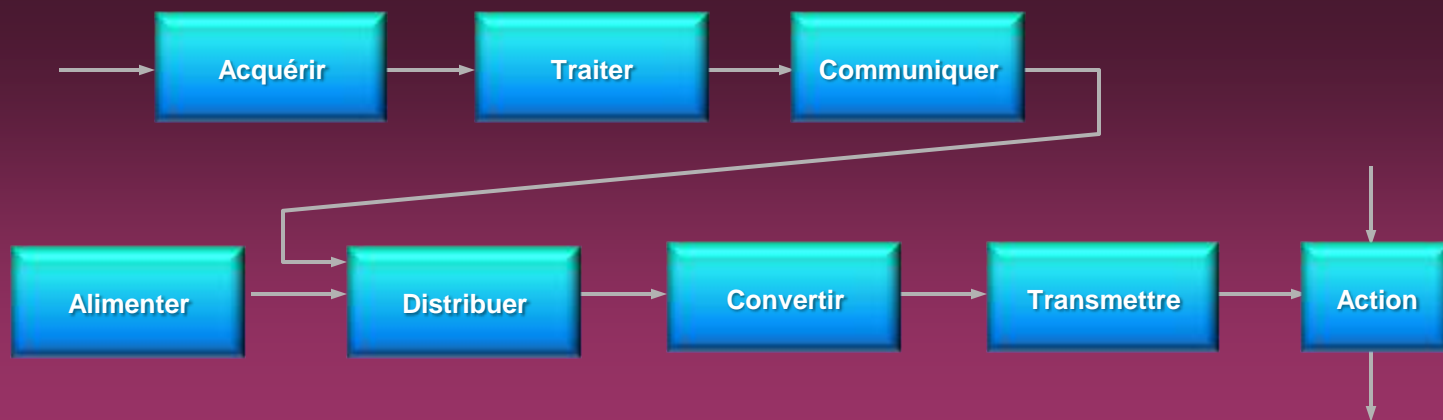 Acquérir
Traiter
Communiquer
Alimenter
Distribuer
Convertir
Transmettre
Action